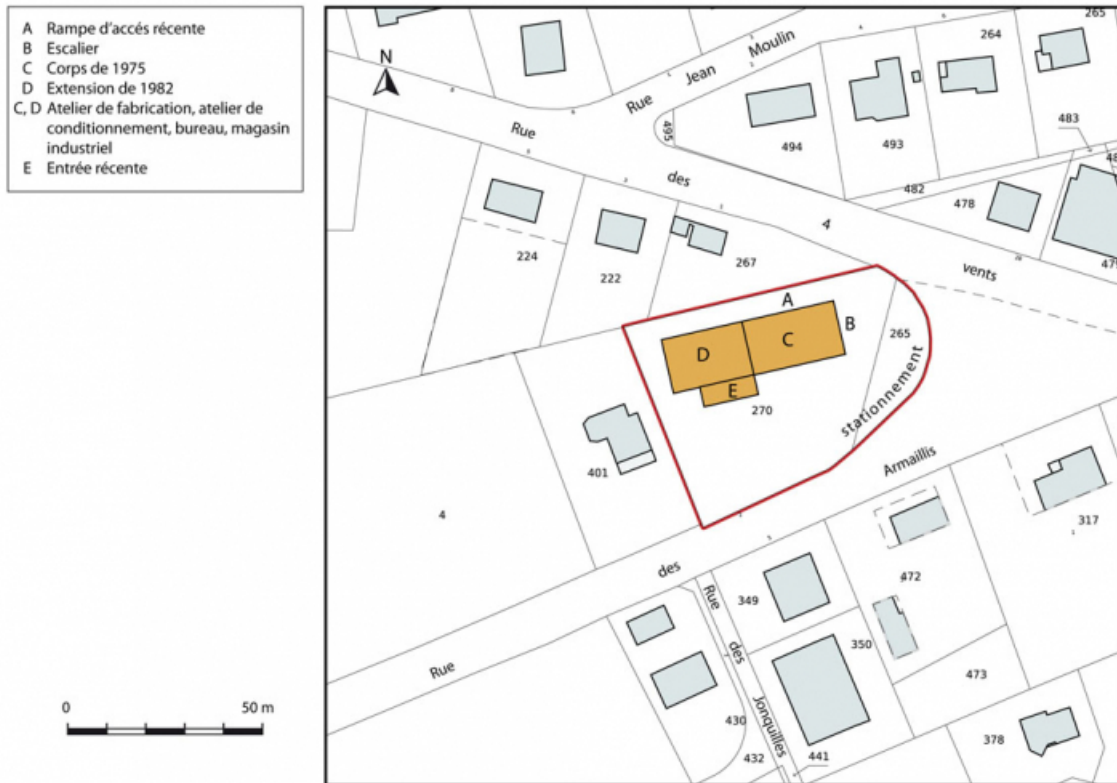 A Rampe d'accés récente
B Escalier
C Corps de 1975
D Extension de 1982
C, D Atelier de fabrication, atelier de
conditionnement, bureau, magasin
industriel
E Entrée récente
N
0 50 m
Rue Jean Moulin
Rue des 4 vents
265
264
495
494
493
483
482
478
479
224
222
267
A
B
C
D
E
265
270
stationnement
401
4
Rue des Armaillis
317
472
349
350
473
Rue des Jonquilles
430
432
441
378